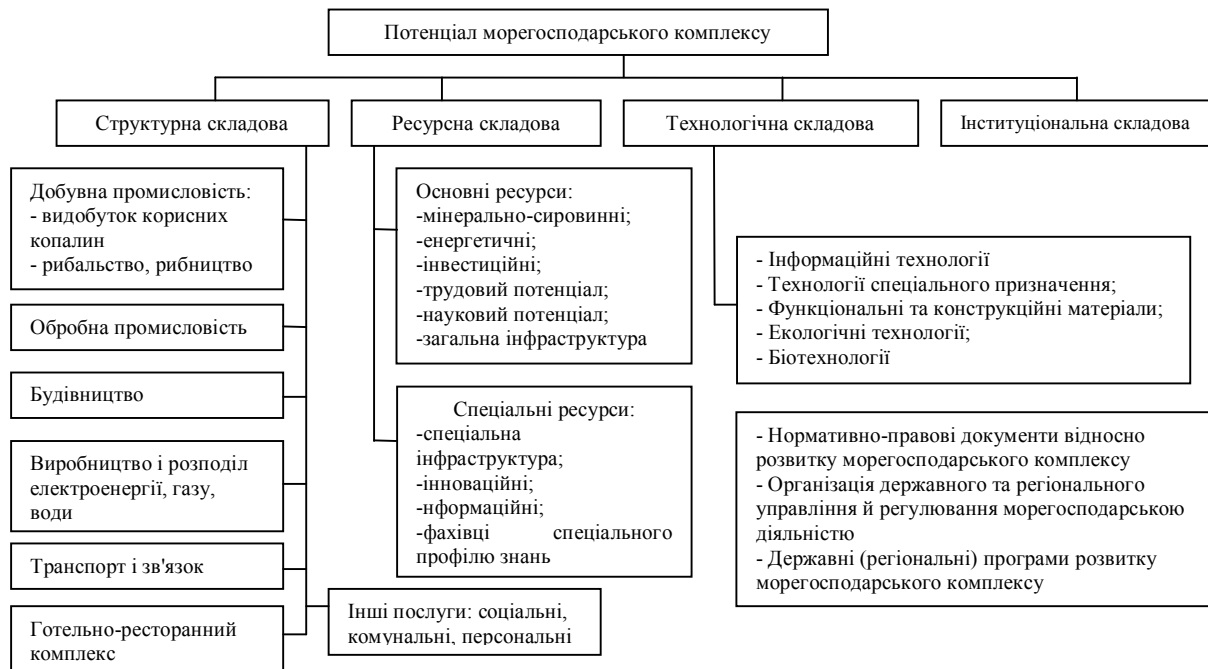 Потенціал морегосподарського комплексу
Структурна складова
Ресурсна складова
Технологічна складова
Інституціональна складова
Добувна промисловість:
- видобуток корисних
копалин
- рибальство, рибництво
Обробна промисловість
Будівництво
Виробництво і розподіл
електроенергії, газу,
води
Транспорт і зв'язок
Готельно-ресторанний
комплекс
Інші послуги: соціальні,
комунальні, персональні
Основні ресурси:
-мінерально-сировинні;
-енергетичні;
-інвестиційні;
-трудовий потенціал;
-науковий потенціал;
-загальна інфраструктура
Спеціальні ресурси:
-спеціальна
інфраструктура;
-інноваційні;
-нформаційні;
-фахівці спеціального
профілю знань
- Інформаційні технології
- Технології спеціального призначення;
- Функціональні та конструкційні матеріали;
- Екологічні технології;
- Біотехнології
- Нормативно-правові документи відносно
розвитку морегосподарського комплексу
- Організація державного та регіонального
управління й регулювання морегосподарською
діяльністю
- Державні (регіональні) програми розвитку
морегосподарського комплексу